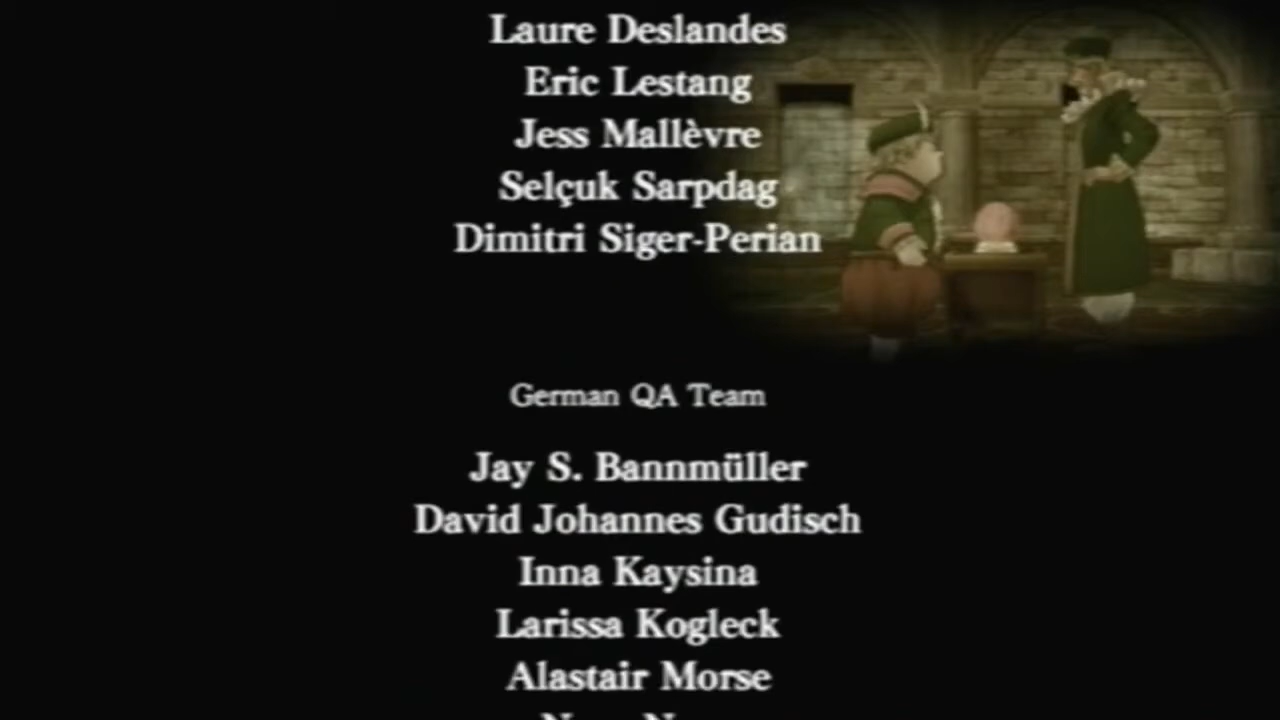 Laure Deslandes
Eric Lestang
Jess Mallèvre
Selçuk Sarpdag
Dimitri Siger-Perian
German QA Team
Jay S. Bannmüller
David Johannes Gudisch
Inna Kaysina
Larissa Kogleck
Alastair Morse